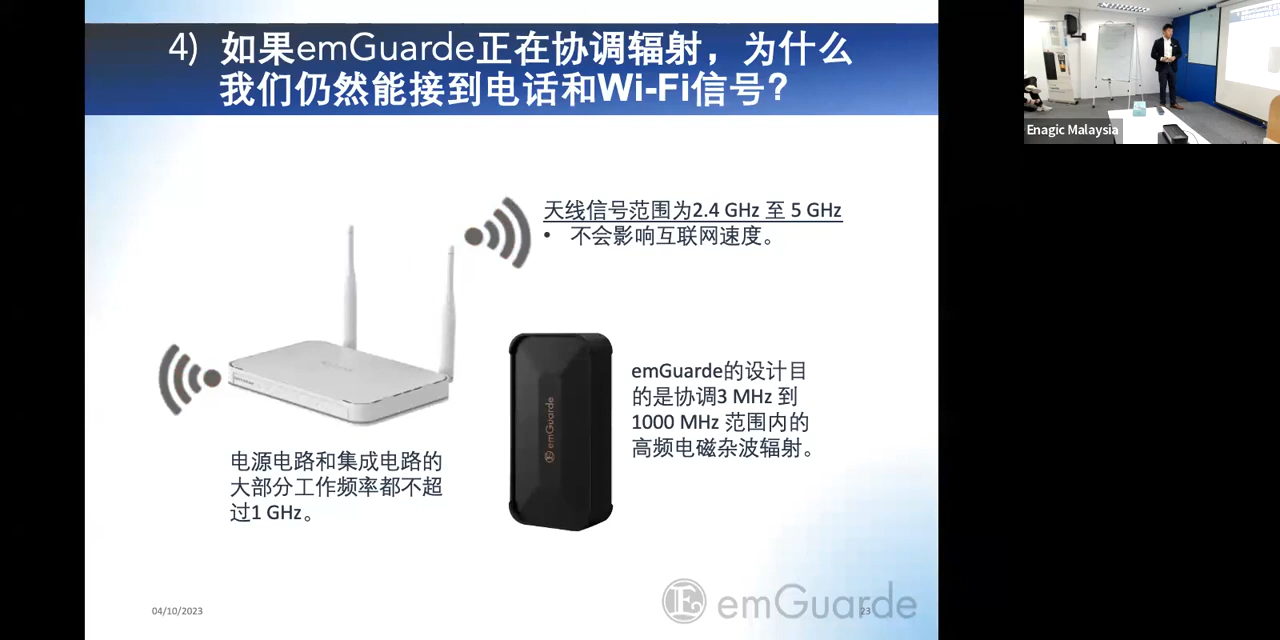 4) 如果emGuarde正在协调辐射，为什么
我们仍然能接到电话和Wi-Fi信号？
Enagic Malaysia
天线信号范围为2.4 GHz 至 5 GHz
• 不会影响互联网速度。
emGuarde的设计目
的是协调3 MHz 到
1000 MHz 范围内的
高频电磁杂波辐射。
emGuarde
电源电路和集成电路的
大部分工作频率都不超
过1 GHz。
04/10/2023
emGuarde
23